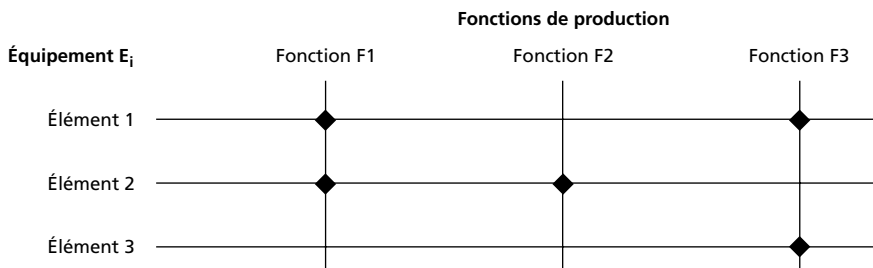 Fonctions de production
Équipement Ei Fonction F1 Fonction F2 Fonction F3
Élément 1
Élément 2
Élément 3